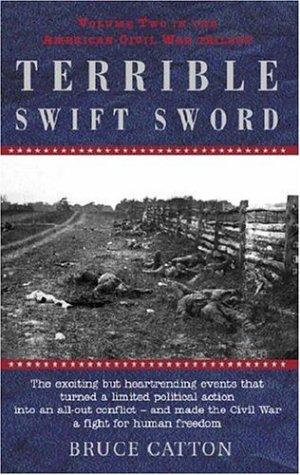 VOLUME TWO IN THE
AMERICAN CIVIL WAR TRILOGY
TERRIBLE
SWIFT SWORD
The exciting but heartrending events that
turned a limited political action
into an all-out conflict – and made the Civil War
a fight for human freedom
BRUCE CATTON